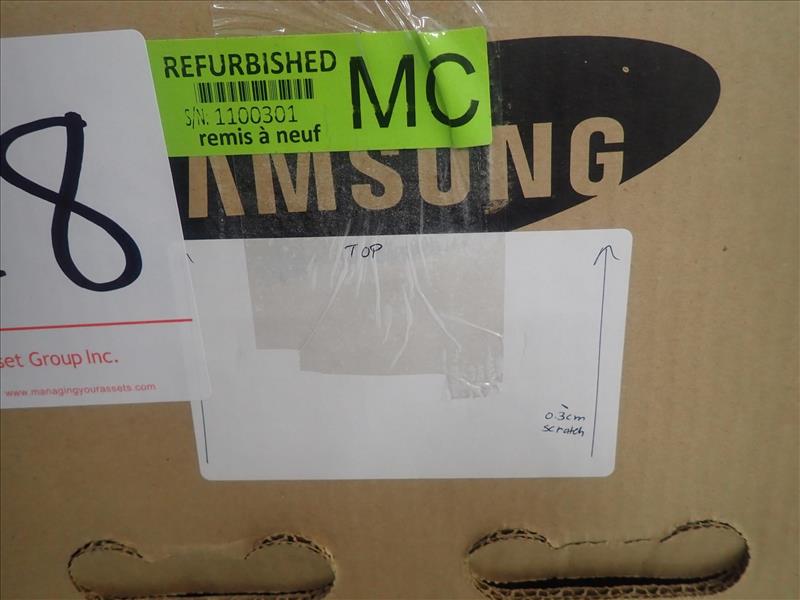 REFURBISHED
MC
S/N: 1100301
remis à neuf
AMSUNG
8
TOP
set Group Inc.
www.managingyourassets.com
0.3cm
scratch